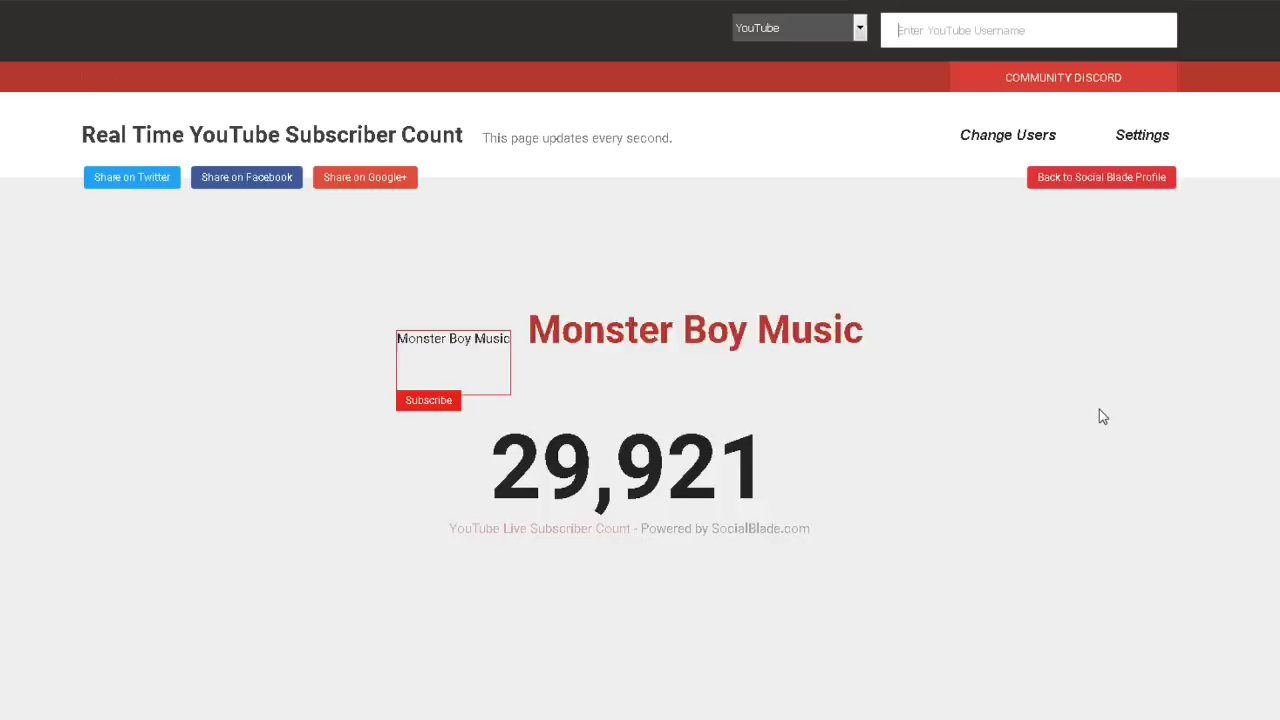 YouTube
Enter YouTube Username
COMMUNITY DISCORD
Real Time YouTube Subscriber Count This page updates every second.
Change Users Settings
Share on Twitter Share on Facebook Share on Google+
Back to Social Blade Profile
Monster Boy Music
Monster Boy Music
Subscribe
29,921
YouTube Live Subscriber Count - Powered by SocialBlade.com